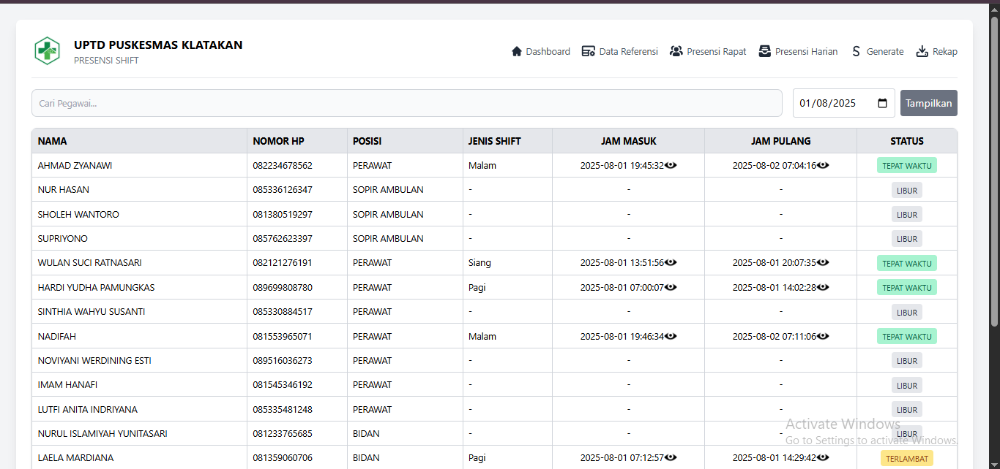 UPTD PUSKESMAS KLATAKAN
PRESENSI SHIFT
Dashboard Data Referensi Presensi Rapat Presensi Harian Generate Rekap
Cari Pegawai... 01/08/2025 Tampilkan
NAMA NOMOR HP POSISI JENIS SHIFT JAM MASUK JAM PULANG STATUS
AHMAD ZYANAWI 082234678562 PERAWAT Malam 2025-08-01 19:45:32 2025-08-02 07:04:16 TEPAT WAKTU
NUR HASAN 085336126347 SOPIR AMBULAN - - - LIBUR
SHOLEH WANTORO 081380519297 SOPIR AMBULAN - - - LIBUR
SUPRIYONO 085762623397 SOPIR AMBULAN - - - LIBUR
WULAN SUCI RATNASARI 082121276191 PERAWAT Siang 2025-08-01 13:51:56 2025-08-01 20:07:35 TEPAT WAKTU
HARDI YUDHA PAMUNGKAS 089699808780 PERAWAT Pagi 2025-08-01 07:00:07 2025-08-01 14:02:28 TEPAT WAKTU
SINTHIA WAHYU SUSANTI 085330884517 PERAWAT - - - LIBUR
NADIFAH 081553965071 PERAWAT Malam 2025-08-01 19:46:34 2025-08-02 07:11:06 TEPAT WAKTU
NOVIYANI WERDINING ESTI 089516036273 PERAWAT - - - LIBUR
IMAM HANAFI 081545346192 PERAWAT - - - LIBUR
LUTFI ANITA INDRIYANA 085335481248 PERAWAT - - - LIBUR
NURUL ISLAMIYAH YUNITASARI 081233765685 BIDAN - - - LIBUR
LAELA MARDIANA 081359060706 BIDAN Pagi 2025-08-01 07:12:57 2025-08-01 14:29:42 TERLAMBAT
Activate Windows
Go to Settings to activate Windows.